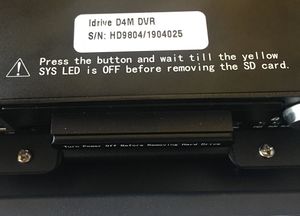 Idrive D4M DVR
S/N: HD9804/1904025
Press the button and wait till the yellow
SYS LED is OFF before removing the SD card.
Turn Power Off Before Removing Hard Drive